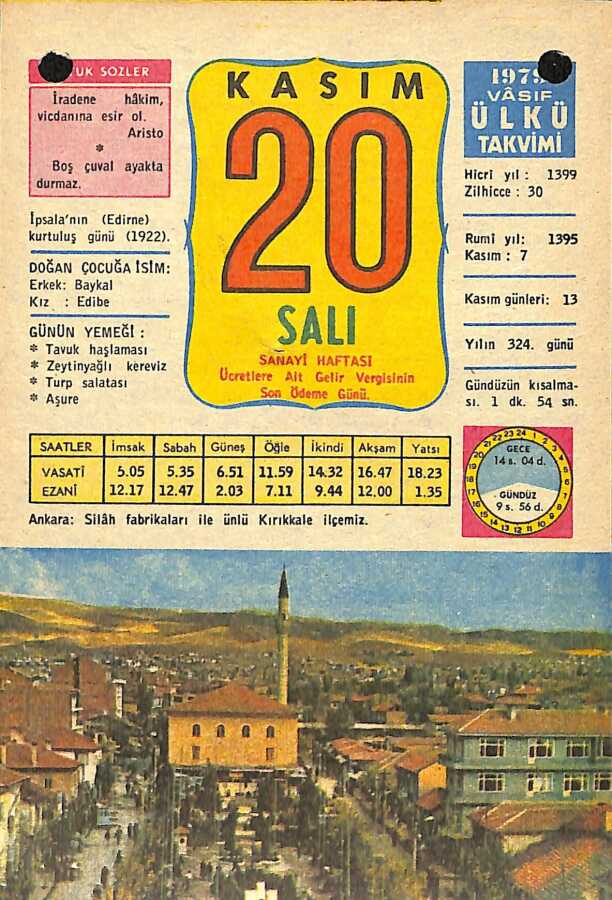 UK SOZLER
İradene hâkim,
vicdanına esir ol.
Aristo
Boş çuval ayakta
durmaz.
İpsala'nın (Edirne)
kurtuluş günü (1922).
DOĞAN ÇOCUĞA İSİM:
Erkek: Baykal
Kız : Edibe
GÜNÜN YEMEĞİ :
* Tavuk haşlaması
* Zeytinyağlı kereviz
* Turp salatası
* Aşure
KASIM
20
SALI
SANAYİ HAFTASI
Ücretlere Ait Gelir Vergisinin
Son Ödeme Günü.
1979
VÂSIF
ÜLKÜ
TAKVİMİ
Hicri yıl : 1399
Zilhicce : 30
Rumi yıl: 1395
Kasım : 7
Kasım günleri: 13
Yılın 324. günü
Gündüzün kısalma-
sı. 1 dk. 54 sn.
SAATLER İmsak Sabah Güneş Öğle İkindi Akşam Yatsı
VASATİ 5.05 5.35 6.51 11.59 14.32 16.47 18.23
EZANİ 12.17 12.47 2.03 7.11 9.44 12.00 1.35
GECE
14 s. 04 d.
GÜNDÜZ
9 s. 56 d.
Ankara: Silâh fabrikaları ile ünlü Kırıkkale ilçemiz.